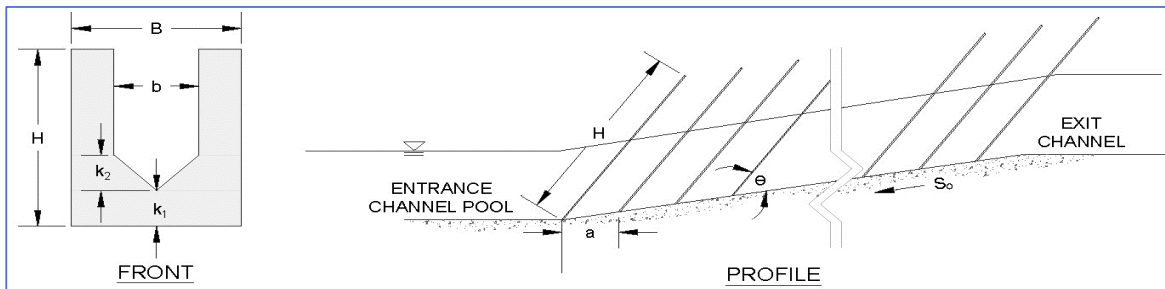 B
H
b
k₂
k₁
FRONT
H
ENTRANCE
CHANNEL POOL
a
Θ
S₀
EXIT
CHANNEL
PROFILE